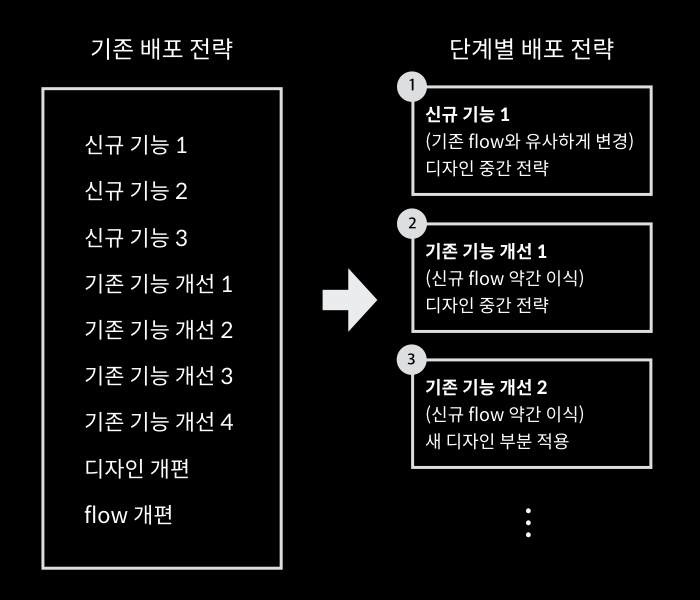 기존 배포 전략
신규 기능 1
신규 기능 2
신규 기능 3
기존 기능 개선 1
기존 기능 개선 2
기존 기능 개선 3
기존 기능 개선 4
디자인 개편
flow 개편
단계별 배포 전략
1
신규 기능 1
(기존 flow와 유사하게 변경)
디자인 중간 전략
2
기존 기능 개선 1
(신규 flow 약간 이식)
디자인 중간 전략
3
기존 기능 개선 2
(신규 flow 약간 이식)
새 디자인 부분 적용